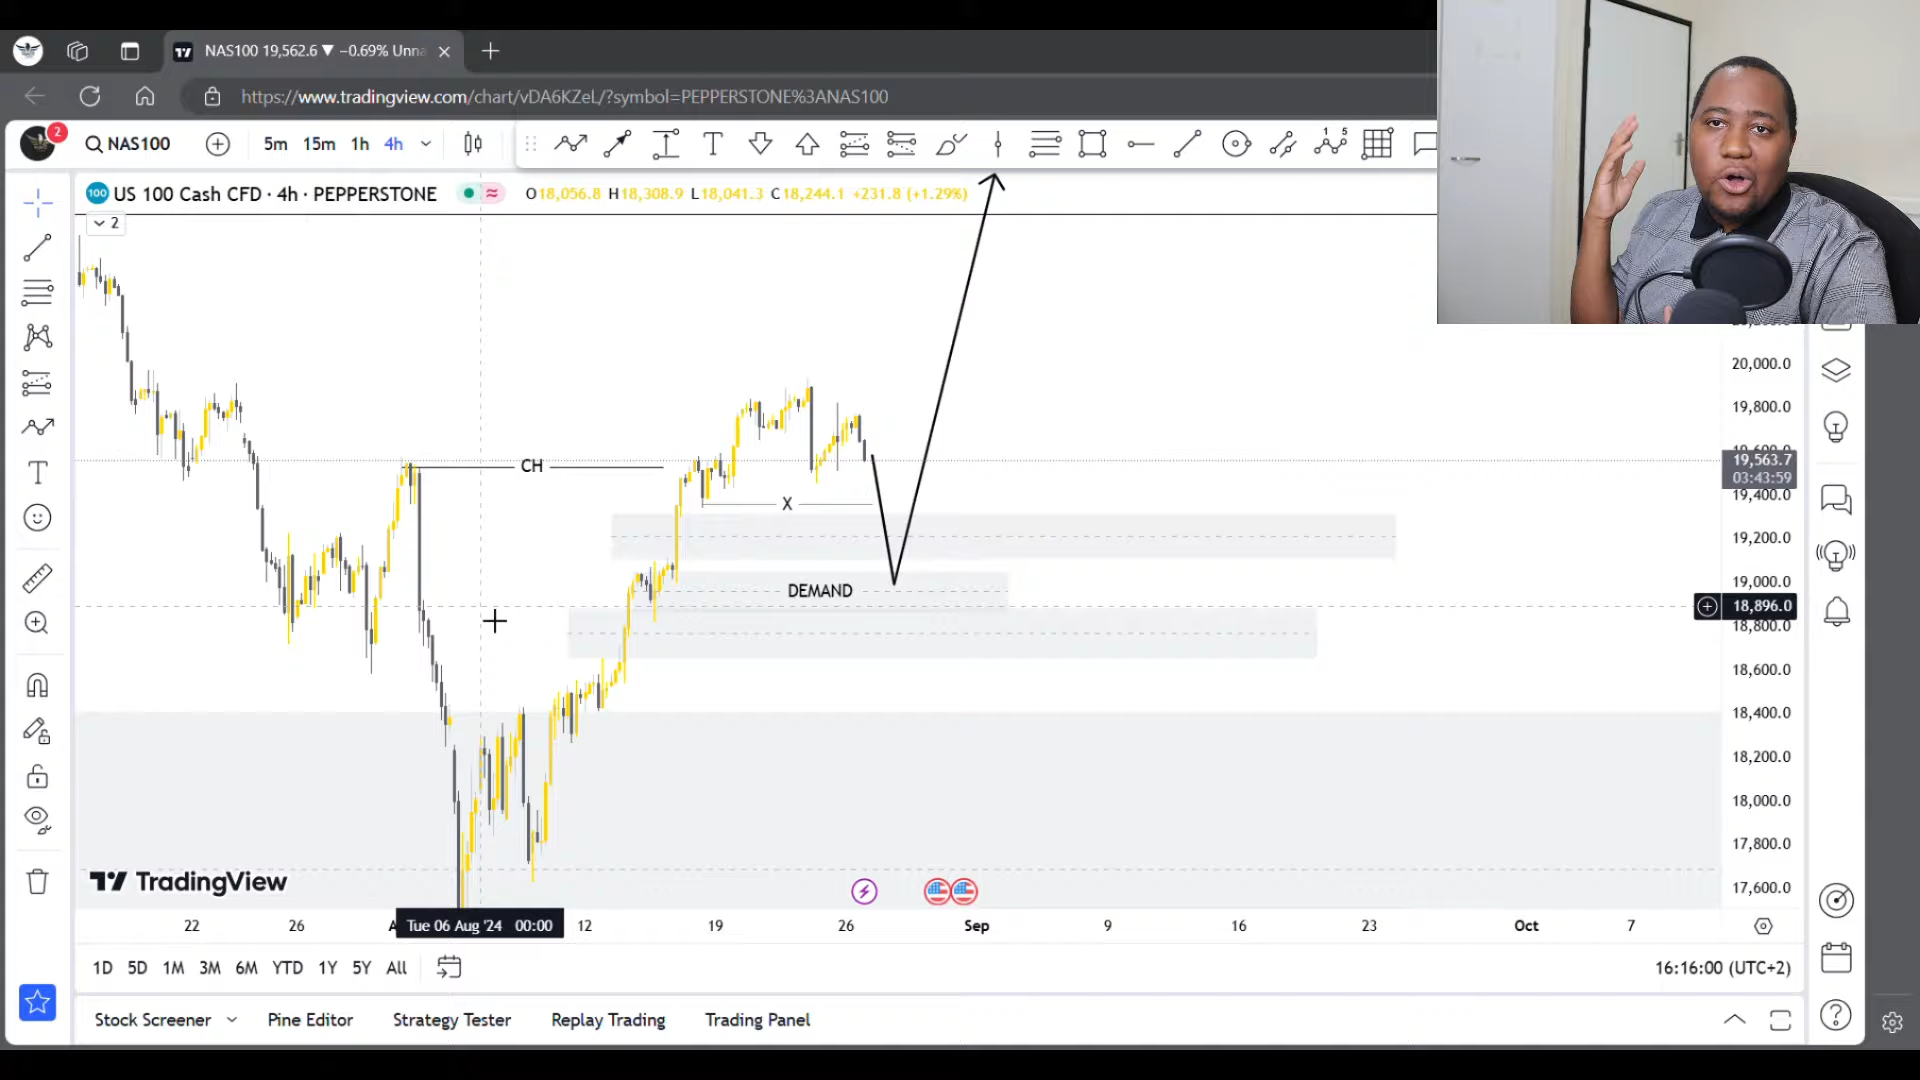 NAS100 19,562.6 ▼ −0.69% Unna
https://www.tradingview.com/chart/vDA6KZeL/?symbol=PEPPERSTONE%3ANAS100
2
NAS100
5m 15m 1h 4h
T
1 5
100 US 100 Cash CFD · 4h · PEPPERSTONE
O18,056.8 H18,308.9 L18,041.3 C18,244.1 +231.8 (+1.29%)
2
20,000.0
19,800.0
CH
19,563.7
03:43:59
19,400.0
X
19,200.0
19,000.0
DEMAND
18,896.0
18,800.0
18,600.0
18,400.0
18,200.0
18,000.0
17,800.0
17,600.0
TradingView
22 26 A Tue 06 Aug '24 00:00 12 19 26 Sep 9 16 23 Oct 7
1D 5D 1M 3M 6M YTD 1Y 5Y All
16:16:00 (UTC+2)
Stock Screener Pine Editor Strategy Tester Replay Trading Trading Panel